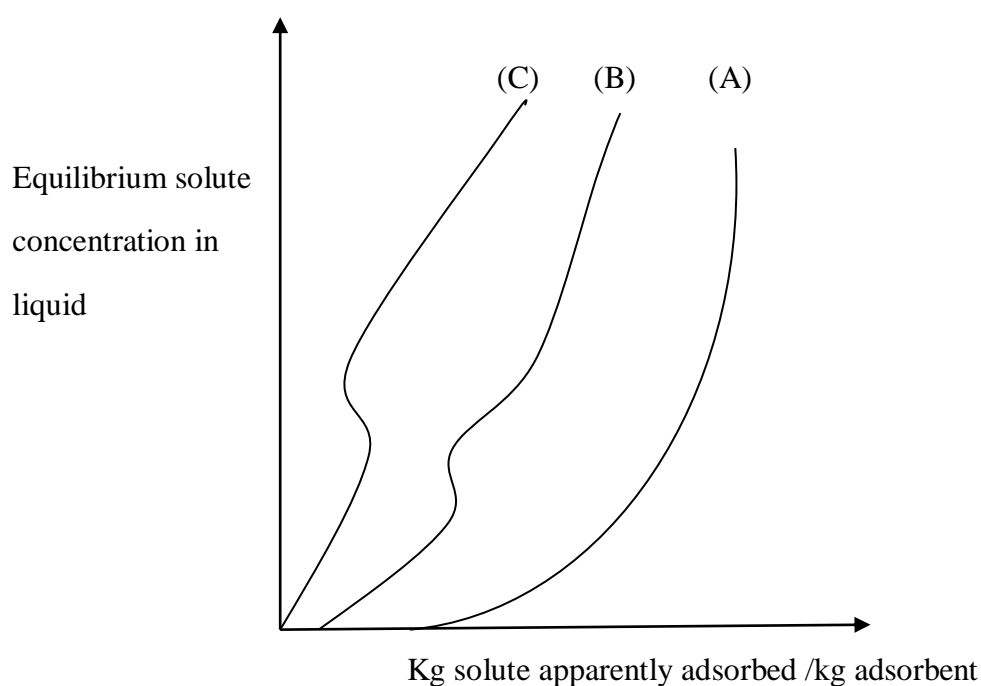 (C) (B) (A)
Equilibrium solute
concentration in
liquid
Kg solute apparently adsorbed /kg adsorbent